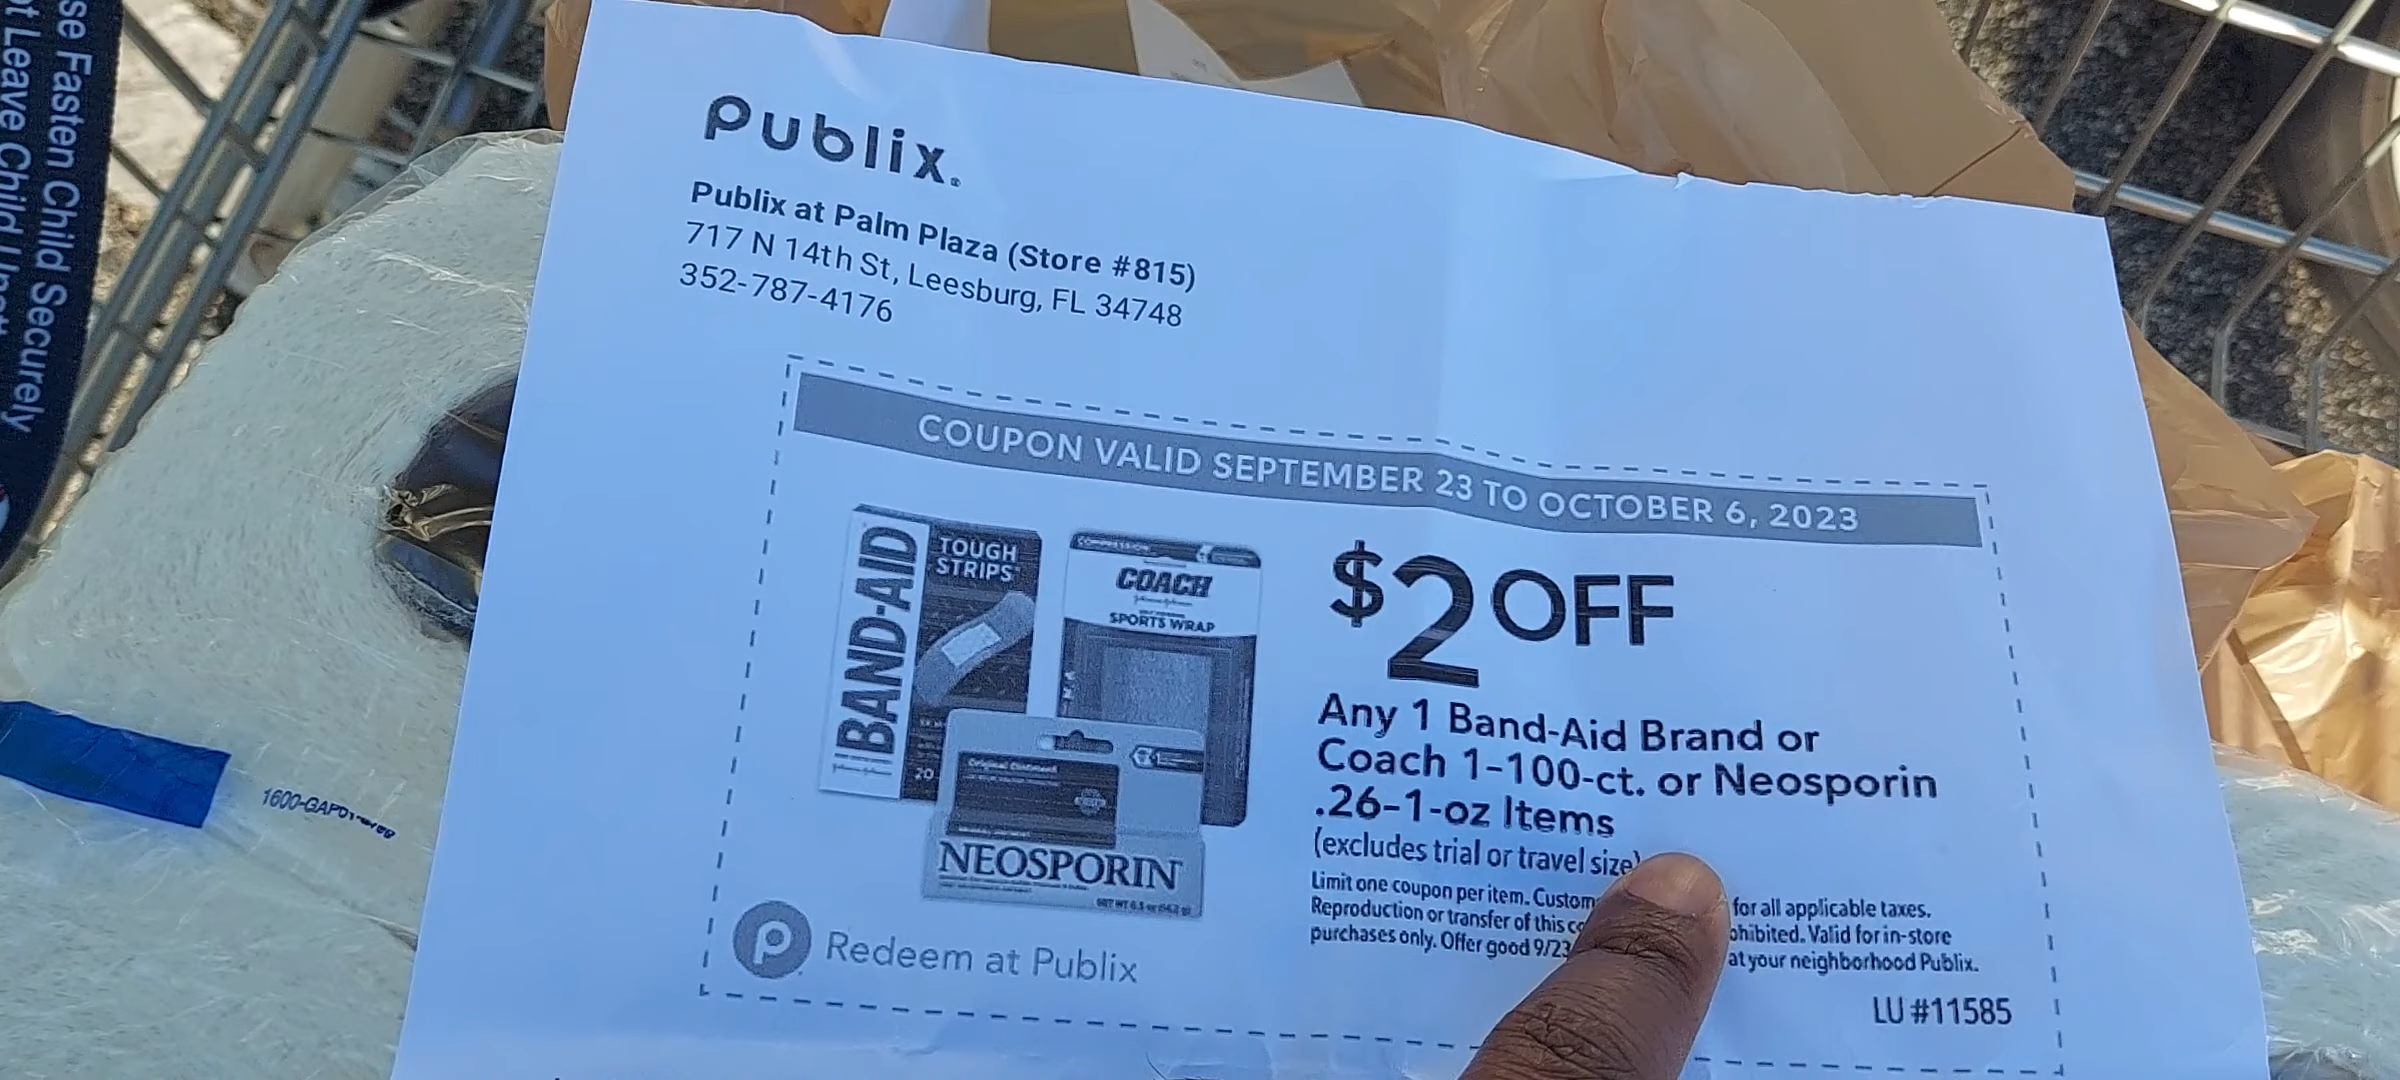 se Fasten Child Securely
Leave Child
Publix.
Publix at Palm Plaza (Store #815)
717 N 14th St, Leesburg, FL 34748
352-787-4176
COUPON VALID SEPTEMBER 23 TO OCTOBER 6, 2023
BAND-AID
TOUGH
STRIPS
20
COACH
SPORTS WRAP
Original Ointment
NEOSPORIN
$2 OFF
Any 1 Band-Aid Brand or
Coach 1-100-ct. or Neosporin
.26-1-oz Items
(excludes trial or travel size)
Limit one coupon per item. Custom for all applicable taxes.
Reproduction or transfer of this co ohibited. Valid for in-store
purchases only. Offer good 9/23 at your neighborhood Publix.
P Redeem at Publix
LU #11585